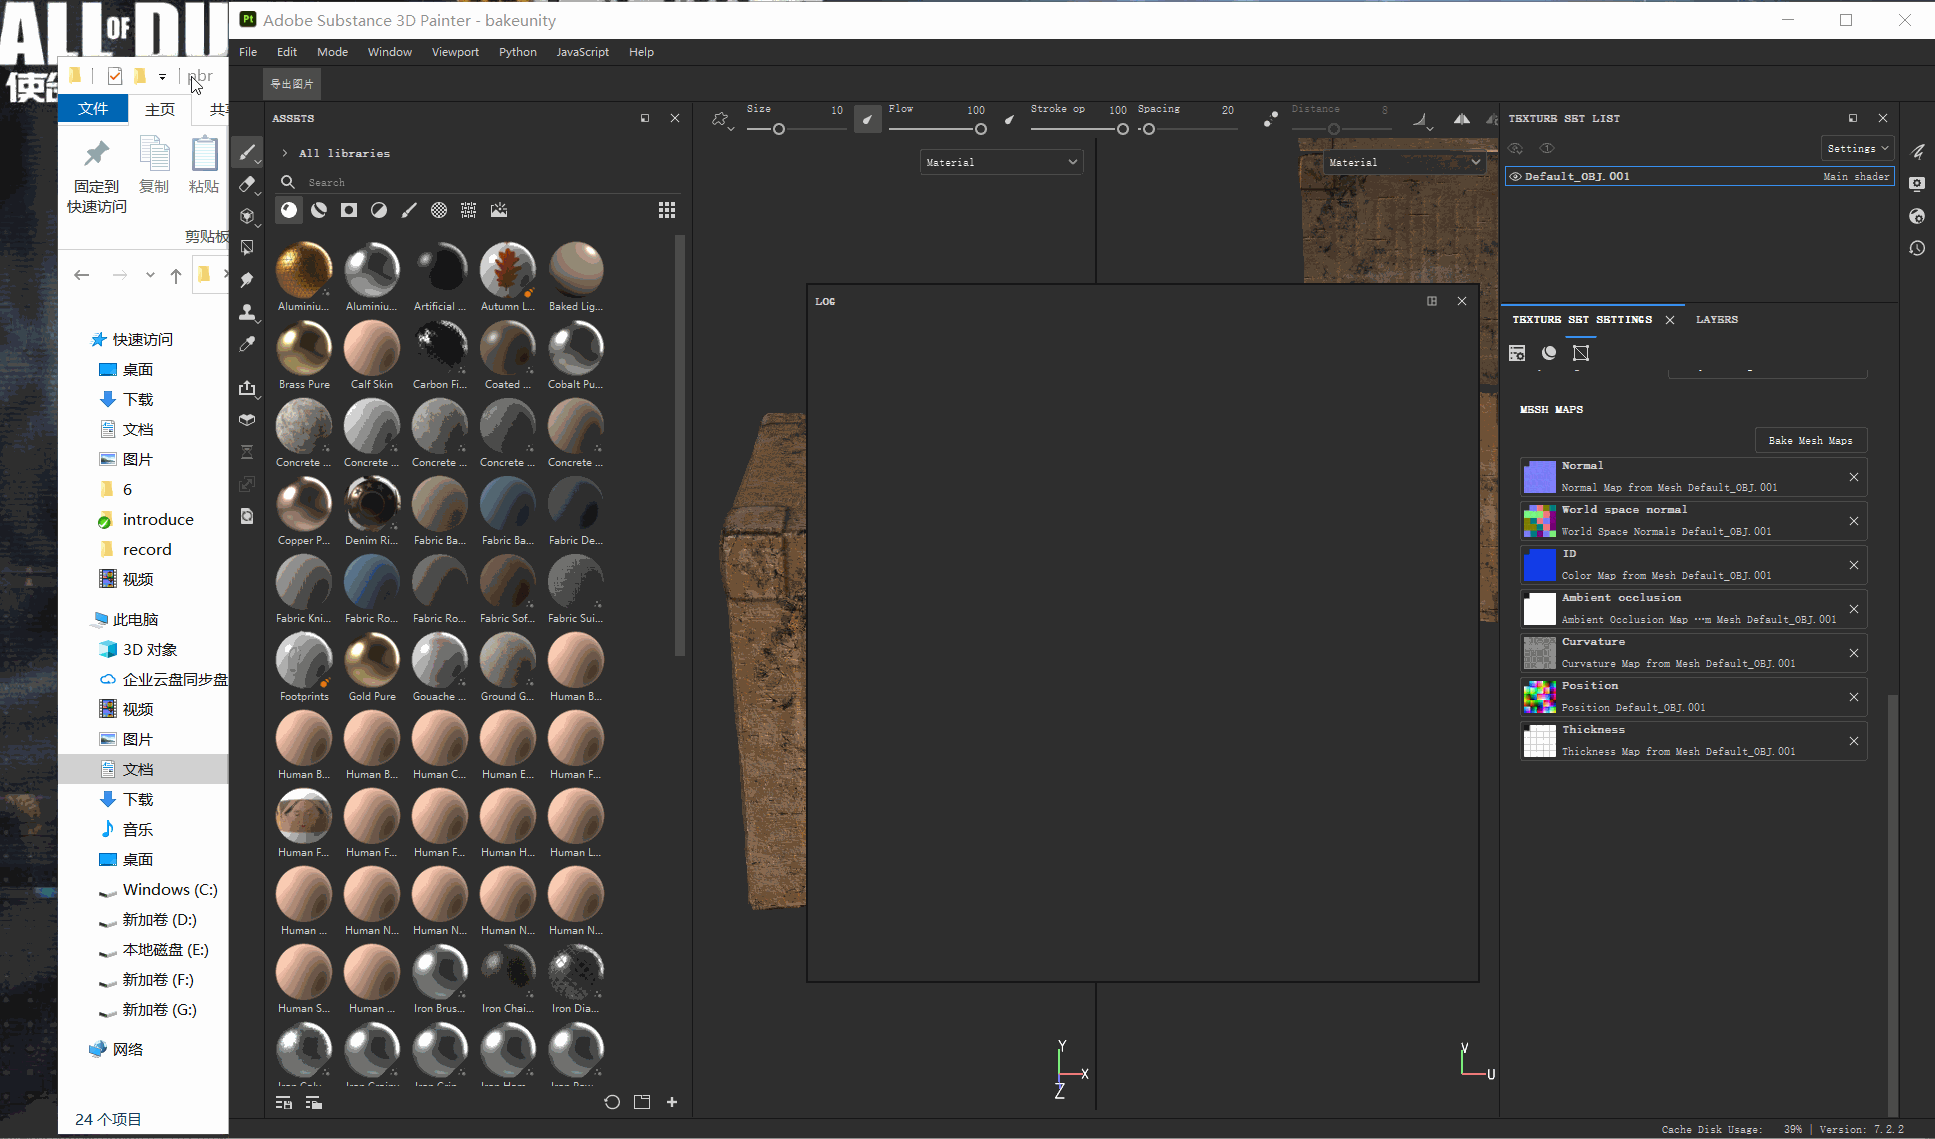 ALL OF DU
使
pbr
文件
主页
固定到
快速访问
复制
粘贴
剪贴板
快速访问
桌面
下载
文档
图片
6
introduce
record
视频
此电脑
3D 对象
企业云盘同步盘
视频
图片
文档
下载
音乐
桌面
Windows (C:)
新加卷 (D:)
本地磁盘 (E:)
新加卷 (F:)
新加卷 (G:)
网络
24 个项目
Pt
Adobe Substance 3D Painter - bakeunity
File Edit Mode Window Viewport Python JavaScript Help
导出图片
ASSETS
All libraries
Search
Aluminiu... Aluminiu... Artificial ... Autumn L... Baked Lig...
Brass Pure Calf Skin Carbon Fi... Coated ... Cobalt Pu...
Concrete ... Concrete ... Concrete ... Concrete ... Concrete ...
Copper P... Denim Ri... Fabric Ba... Fabric Ba... Fabric De...
Fabric Kni... Fabric Ro... Fabric Ro... Fabric Sof... Fabric Sui...
Footprints Gold Pure Gouache ... Ground G... Human B...
Human B... Human B... Human C... Human E... Human F...
Human F... Human F... Human F... Human H... Human L...
Human ... Human N... Human N... Human N... Human N...
Human S... Human ... Iron Brus... Iron Chai... Iron Dia...
Size 10 Flow 100 Stroke op 100 Spacing 20 Distance 8
Material
Material
LOG
Y
X
Z
V
U
TEXTURE SET LIST
Settings
Default_OBJ.001 Main shader
TEXTURE SET SETTINGS LAYERS
MESH MAPS
Bake Mesh Maps
Normal
Normal Map from Mesh Default_OBJ.001
World space normal
World Space Normals Default_OBJ.001
ID
Color Map from Mesh Default_OBJ.001
Ambient occlusion
Ambient Occlusion Map ⋯m Mesh Default_OBJ.001
Curvature
Curvature Map from Mesh Default_OBJ.001
Position
Position Default_OBJ.001
Thickness
Thickness Map from Mesh Default_OBJ.001
Cache Disk Usage: 39% | Version: 7.2.2